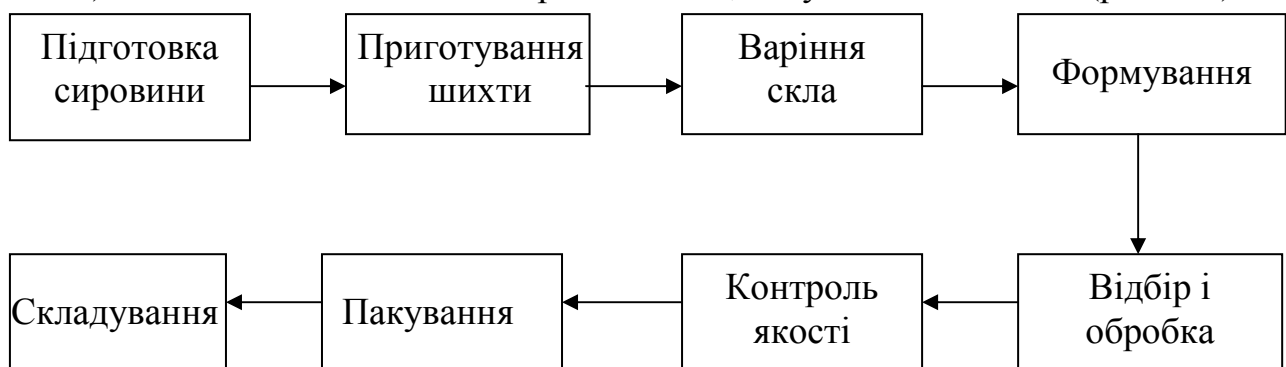 Підготовка
сировини
Приготування
шихти
Варіння
скла
Формування
Відбір і
обробка
Контроль
якості
Пакування
Складування